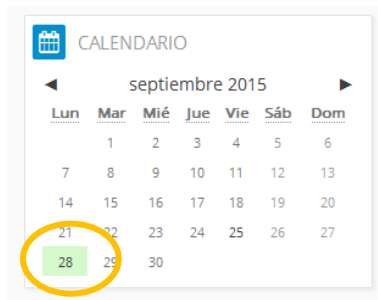 CALENDARIO
◄ septiembre 2015 ►
Lun Mar Mié Jue Vie Sáb Dom
1 2 3 4 5 6
7 8 9 10 11 12 13
14 15 16 17 18 19 20
21 22 23 24 25 26 27
28 29 30